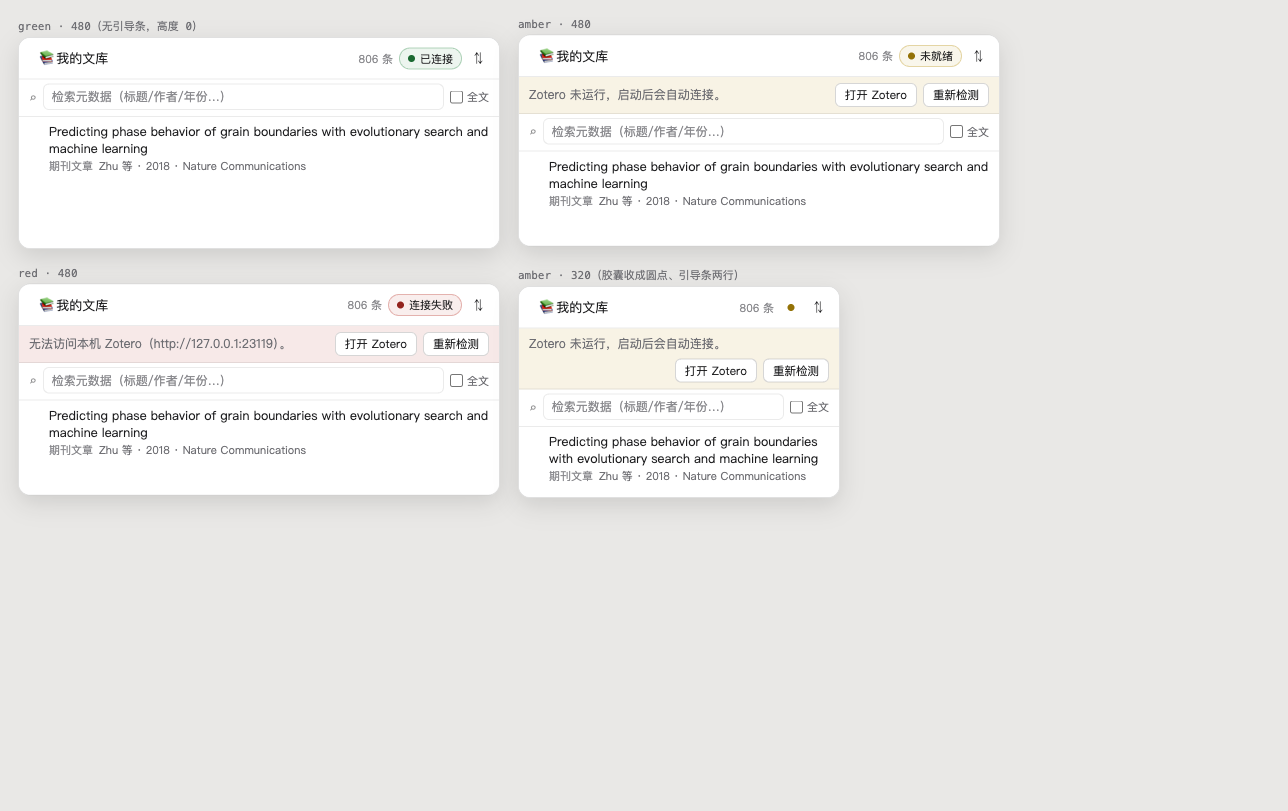 green · 480（无引导条，高度 0）
📚 我的文库 806 条 已连接 ⇅
检索元数据（标题/作者/年份…） 全文
Predicting phase behavior of grain boundaries with evolutionary search and
machine learning
期刊文章 Zhu 等 · 2018 · Nature Communications
amber · 480
📚 我的文库 806 条 未就绪 ⇅
Zotero 未运行，启动后会自动连接。 打开 Zotero 重新检测
检索元数据（标题/作者/年份…） 全文
Predicting phase behavior of grain boundaries with evolutionary search and
machine learning
期刊文章 Zhu 等 · 2018 · Nature Communications
red · 480
📚 我的文库 806 条 连接失败 ⇅
无法访问本机 Zotero（http://127.0.0.1:23119）。 打开 Zotero 重新检测
检索元数据（标题/作者/年份…） 全文
Predicting phase behavior of grain boundaries with evolutionary search and
machine learning
期刊文章 Zhu 等 · 2018 · Nature Communications
amber · 320（胶囊收成圆点、引导条两行）
📚 我的文库 806 条 ⇅
Zotero 未运行，启动后会自动连接。
打开 Zotero 重新检测
检索元数据（标题/作者/年份…） 全文
Predicting phase behavior of grain boundaries
with evolutionary search and machine learning
期刊文章 Zhu 等 · 2018 · Nature Communications